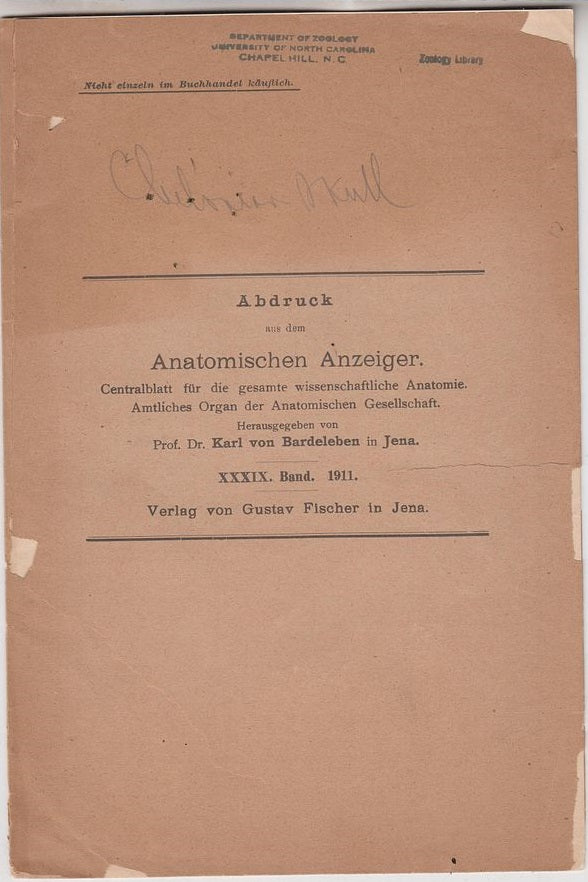 DEPARTMENT OF ZOOLOGY
UNIVERSITY OF NORTH CAROLINA
CHAPEL HILL, N. C.
Zoology Library
Nicht einzeln im Buchhandel käuflich.
Chelonian Skull
Abdruck
aus dem
Anatomischen Anzeiger.
Centralblatt für die gesamte wissenschaftliche Anatomie.
Amtliches Organ der Anatomischen Gesellschaft.
Herausgegeben von
Prof. Dr. Karl von Bardeleben in Jena.
XXXIX. Band. 1911.
Verlag von Gustav Fischer in Jena.